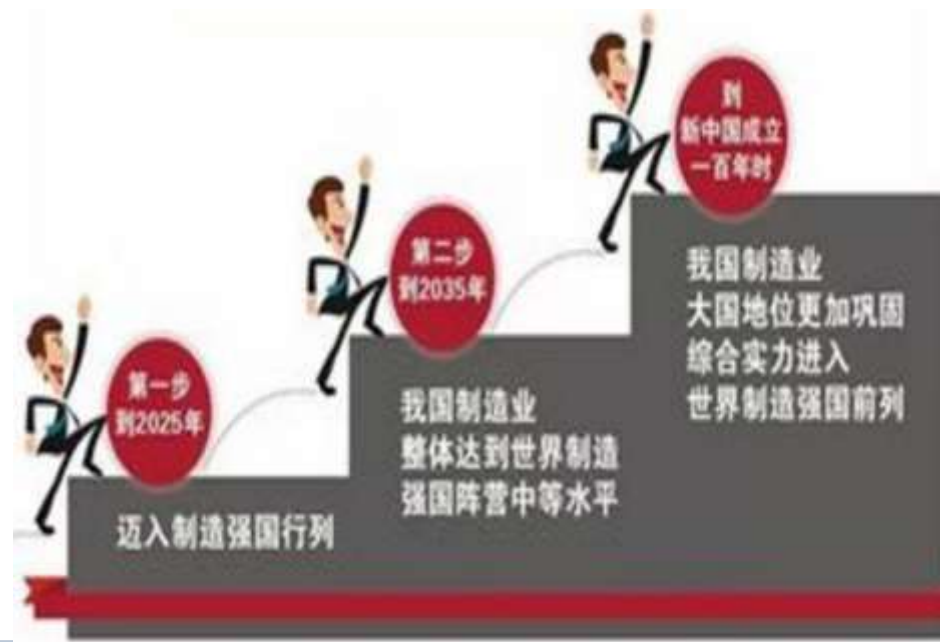 第一步
到2025年
迈入制造强国行列
第二步
到2035年
我国制造业
整体达到世界制造
强国阵营中等水平
到
新中国成立
一百年时
我国制造业
大国地位更加巩固
综合实力进入
世界制造强国前列